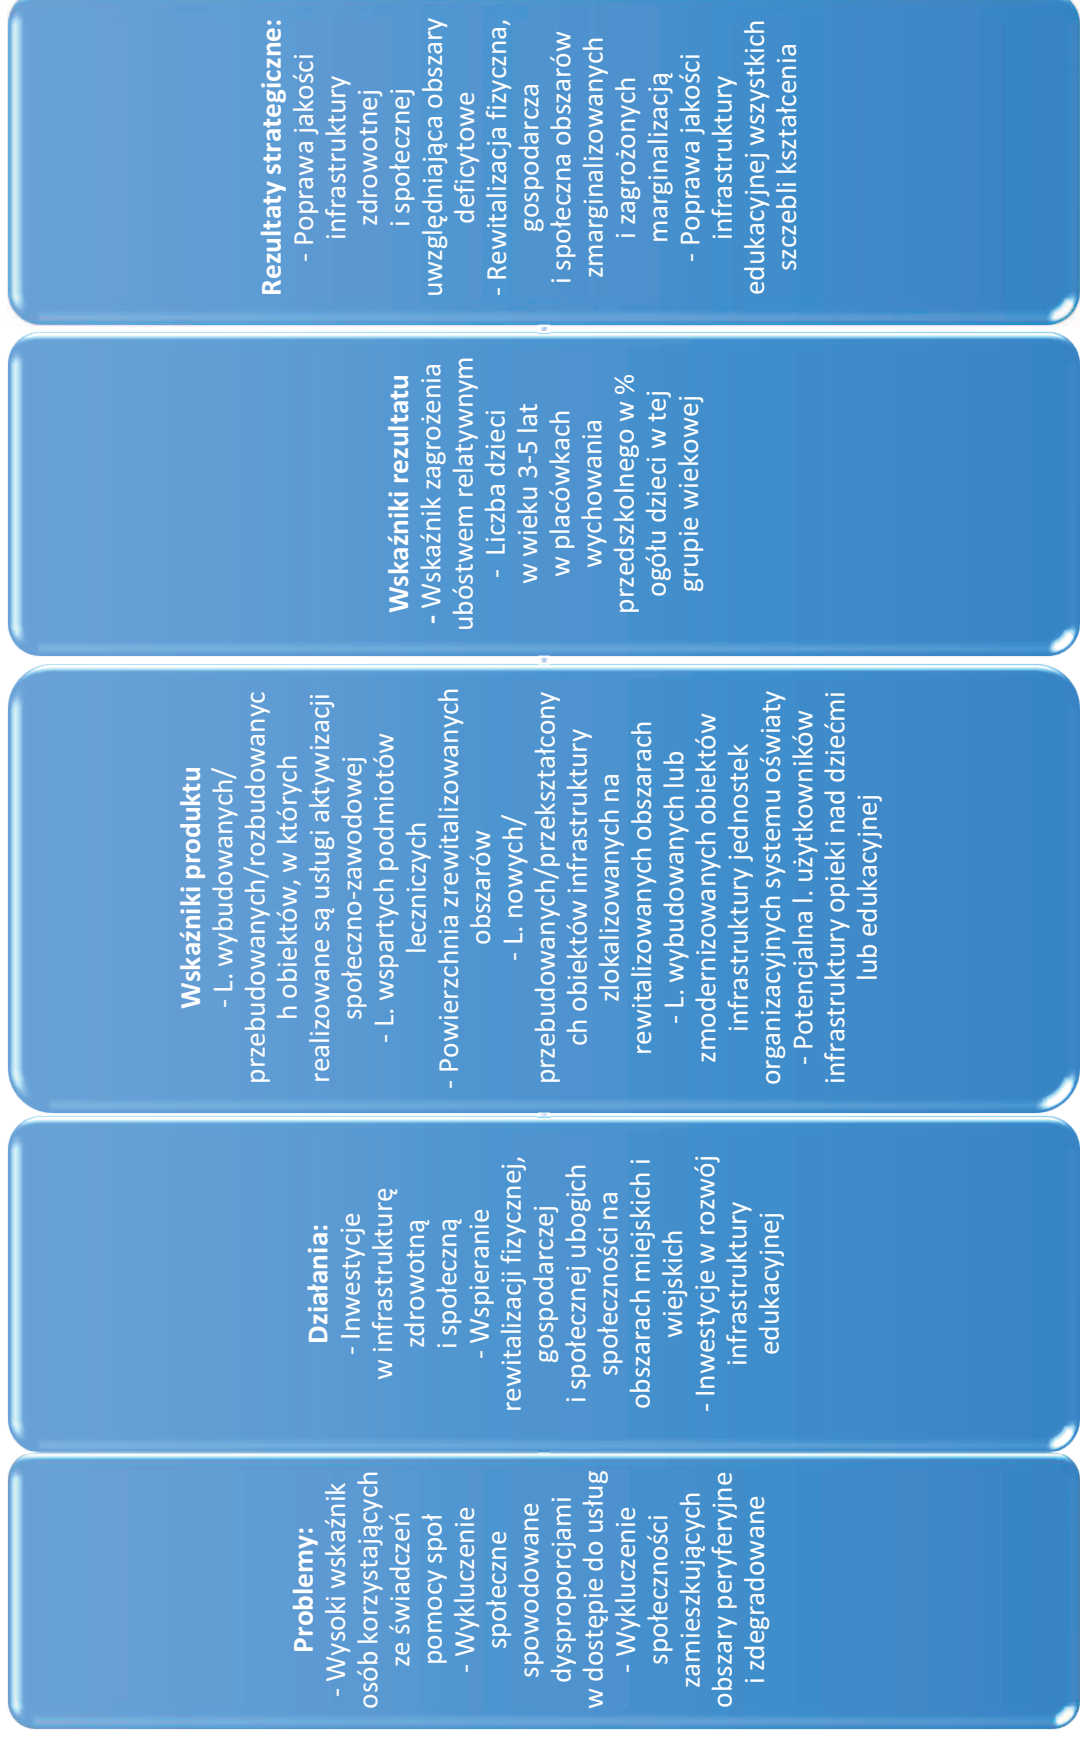 Problemy:
- Wysoki wskaźnik
osób korzystających
ze świadczeń
pomocy społ
- Wykluczenie
społeczne
spowodowane
dysproporcjami
w dostępie do usług
- Wykluczenie
społeczności
zamieszkujących
obszary peryferyjne
i zdegradowane
Działania:
- Inwestycje
w infrastrukturę
zdrowotną
i społeczną
- Wspieranie
rewitalizacji fizycznej,
gospodarczej
i społecznej ubogich
społeczności na
obszarach miejskich i
wiejskich
- Inwestycje w rozwój
infrastruktury
edukacyjnej
Wskaźniki produktu
- L. wybudowanych/
przebudowanych/rozbudowanyc
h obiektów, w których
realizowane są usługi aktywizacji
społeczno-zawodowej
- L. wspartych podmiotów
leczniczych
- Powierzchnia zrewitalizowanych
obszarów
- L. nowych/
przebudowanych/przekształcony
ch obiektów infrastruktury
zlokalizowanych na
rewitalizowanych obszarach
- L. wybudowanych lub
zmodernizowanych obiektów
infrastruktury jednostek
organizacyjnych systemu oświaty
- Potencjalna l. użytkowników
infrastruktury opieki nad dziećmi
lub edukacyjnej
Wskaźniki rezultatu
- Wskaźnik zagrożenia
ubóstwem relatywnym
- Liczba dzieci
w wieku 3-5 lat
w placówkach
wychowania
przedszkolnego w %
ogółu dzieci w tej
grupie wiekowej
Rezultaty strategiczne:
- Poprawa jakości
infrastruktury
zdrowotnej
i społecznej
uwzględniająca obszary
deficytowe
- Rewitalizacja fizyczna,
gospodarcza
i społeczna obszarów
zmarginalizowanych
i zagrożonych
marginalizacją
- Poprawa jakości
infrastruktury
edukacyjnej wszystkich
szczebli kształcenia